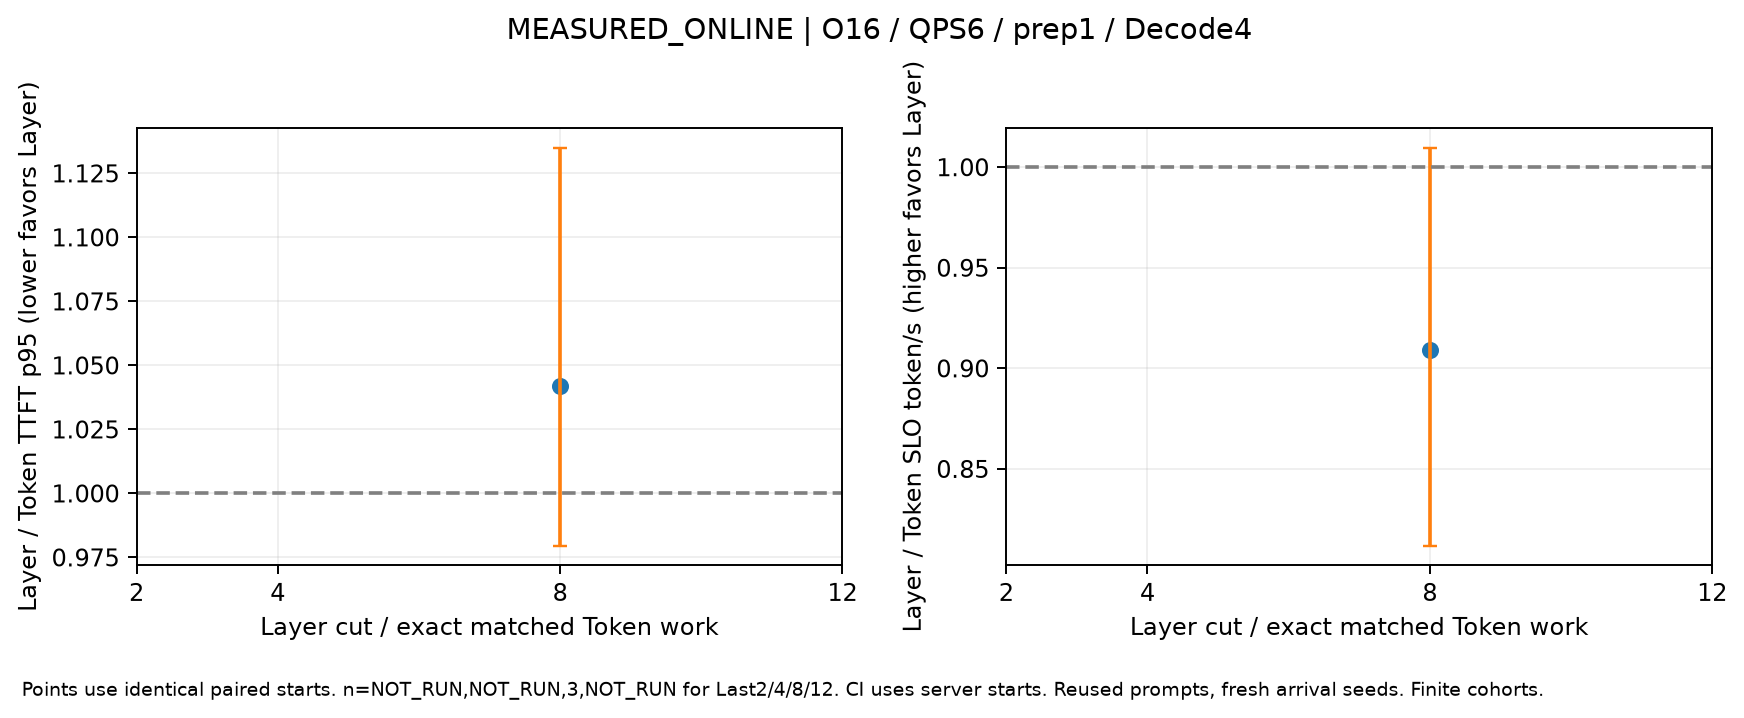 MEASURED_ONLINE | O16 / QPS6 / prep1 / Decode4
Layer / Token TTFT p95 (lower favors Layer)
1.125
1.100
1.075
1.050
1.025
1.000
0.975
2 4 8 12
Layer cut / exact matched Token work
Layer / Token SLO token/s (higher favors Layer)
1.00
0.95
0.90
0.85
2 4 8 12
Layer cut / exact matched Token work
Points use identical paired starts. n=NOT_RUN,NOT_RUN,3,NOT_RUN for Last2/4/8/12. CI uses server starts. Reused prompts, fresh arrival seeds. Finite cohorts.